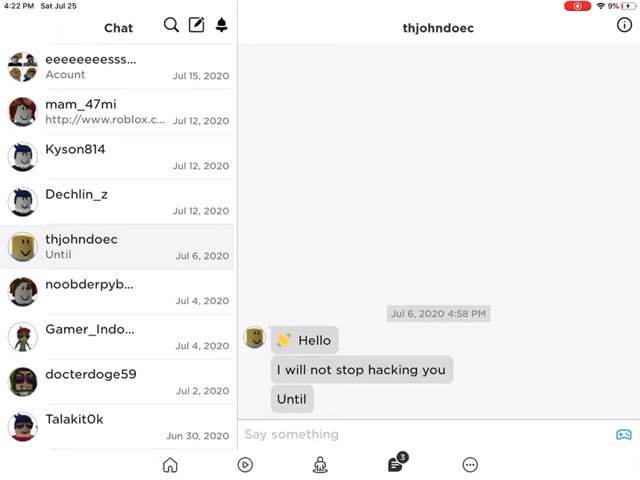 4:22 PM Sat Jul 25
9%
Chat
thjohndoec
eeeeeeeesss...
Acount
Jul 15, 2020
mam_47mi
http://www.roblox.c...
Jul 12, 2020
Kyson814
Jul 12, 2020
Dechlin_z
Jul 12, 2020
thjohndoec
Until
Jul 6, 2020
noobderpyb...
Jul 4, 2020
Gamer_Indo...
Jul 4, 2020
docterdoge59
Jul 2, 2020
Talakit0k
Jun 30, 2020
Jul 6, 2020 4:58 PM
👋 Hello
I will not stop hacking you
Until
Say something
3